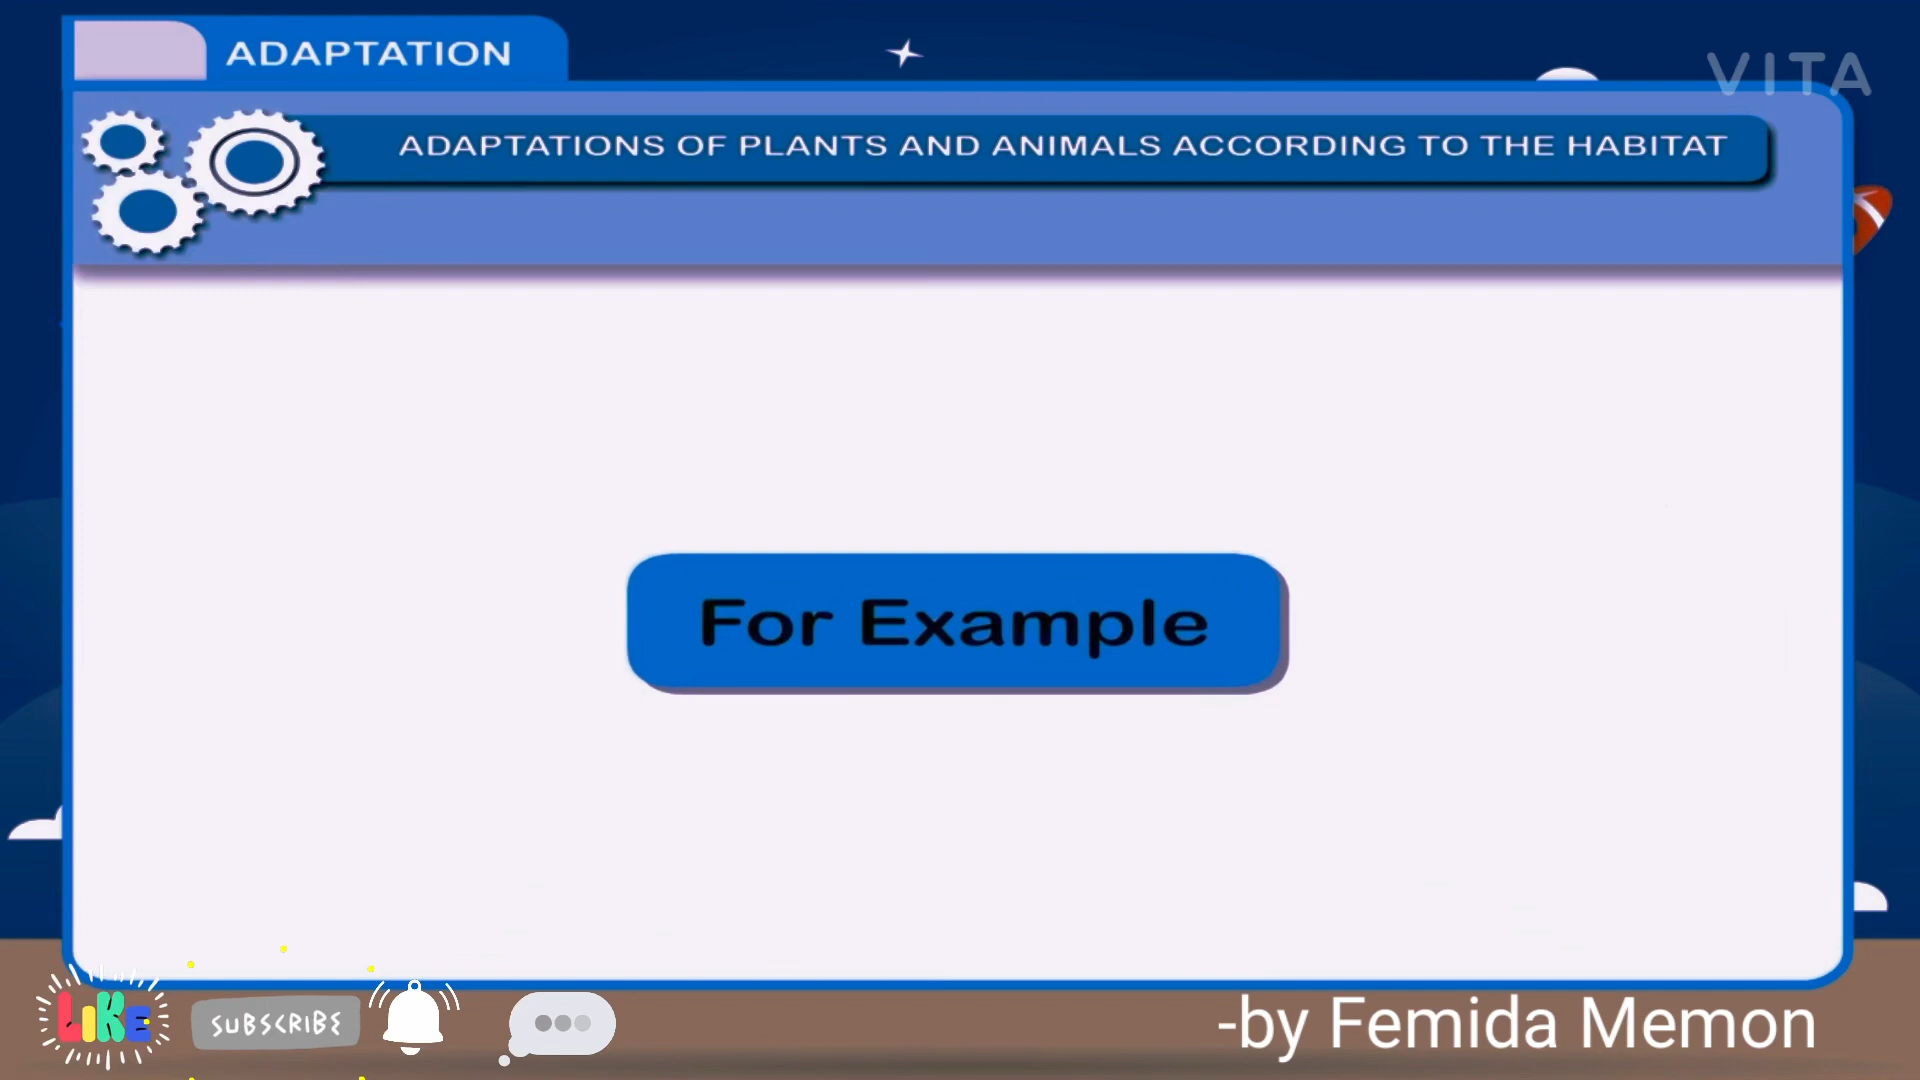 ADAPTATION
VITA
ADAPTATIONS OF PLANTS AND ANIMALS ACCORDING TO THE HABITAT
For Example
LIKE
SUBSCRIBE
-by Femida Memon